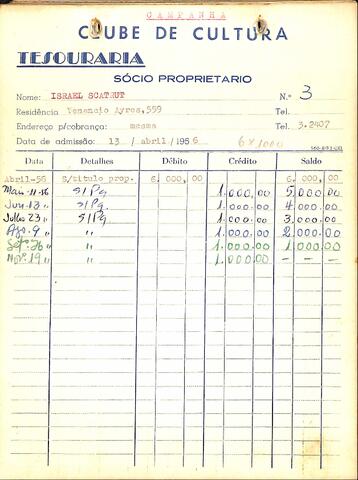 CAMPANHA
CLUBE DE CULTURA
TESOURARIA
SÓCIO PROPRIETARIO
Nome: ISRAEL SCATRUT N.º 3
Residência Venancio Ayres,559 Tel.
Endereço p/cobrança: mesma Tel. 3.2407
Data de admissão: 13 / abril / 1956 6 x 1000
Data Detalhes Débito Crédito Saldo
Abril-56 S/titulo prop. 6.000,00 6.000,00
Maio-11-56 S/Pg 1.000,00 5.000,00
Jun-13 " S/Pg. 1.000,00 4.000,00
Julho 23 " S/Pg 1.000,00 3.000,00
Ago. 9 " " 1.000.00 2.000,00
Set. 26 " " 1.000.00 1.000,00
Nov. 19 " " 1.000.00 - - -